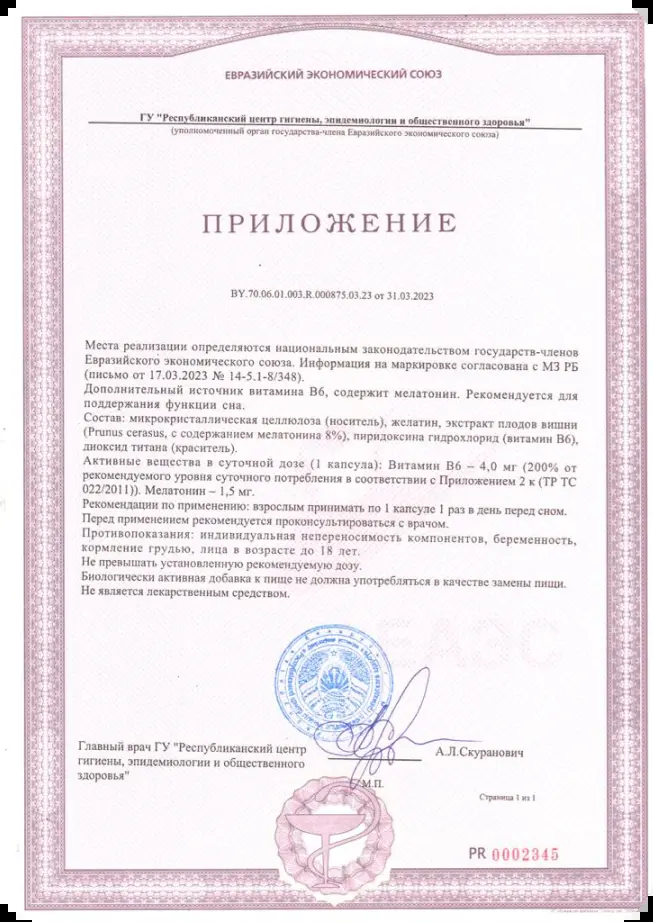 ЕВРАЗИЙСКИЙ ЭКОНОМИЧЕСКИЙ СОЮЗ
ГУ "Республиканский центр гигиены, эпидемиологии и общественного здоровья"
(уполномоченный орган государства-члена Евразийского экономического союза)
ПРИЛОЖЕНИЕ
BY.70.06.01.003.R.000875.03.23 от 31.03.2023
Места реализации определяются национальным законодательством государств-членов
Евразийского экономического союза. Информация на маркировке согласована с МЗ РБ
(письмо от 17.03.2023 № 14-5.1-8/348).
Дополнительный источник витамина В6, содержит мелатонин. Рекомендуется для
поддержания функции сна.
Состав: микрокристаллическая целлюлоза (носитель), желатин, экстракт плодов вишни
(Prunus cerasus, с содержанием мелатонина 8%), пиридоксина гидрохлорид (витамин В6),
диоксид титана (краситель).
Активные вещества в суточной дозе (1 капсула): Витамин В6 – 4,0 мг (200% от
рекомендуемого уровня суточного потребления в соответствии с Приложением 2 к (ТР ТС
022/2011)). Мелатонин – 1,5 мг.
Рекомендации по применению: взрослым принимать по 1 капсуле 1 раз в день перед сном.
Перед применением рекомендуется проконсультироваться с врачом.
Противопоказания: индивидуальная непереносимость компонентов, беременность,
кормление грудью, лица в возрасте до 18 лет.
Не превышать установленную рекомендуемую дозу.
Биологически активная добавка к пище не должна употребляться в качестве замены пищи.
Не является лекарственным средством.
Главный врач ГУ "Республиканский центр
гигиены, эпидемиологии и общественного
здоровья"
А.Л.Скуранович
М.П.
Страница 1 из 1
PR 0002345